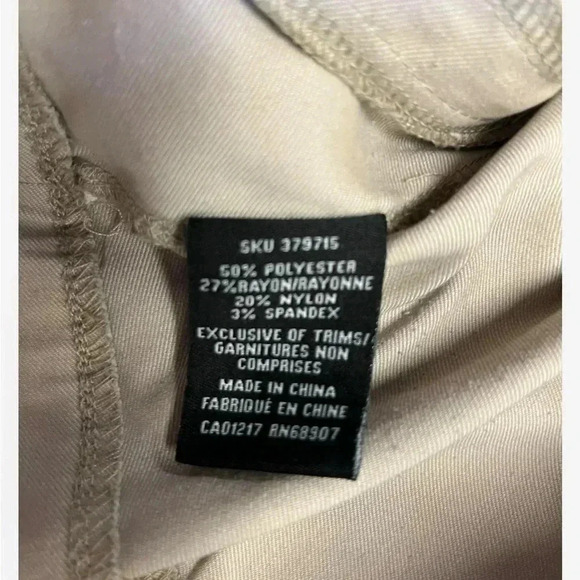 SKU 379715
50% POLYESTER
27%RAYON/RAYONNE
20% NYLON
3% SPANDEX
EXCLUSIVE OF TRIMS/
GARNITURES NON
COMPRISES
MADE IN CHINA
FABRIQUÉ EN CHINE
CA01217 RN68907